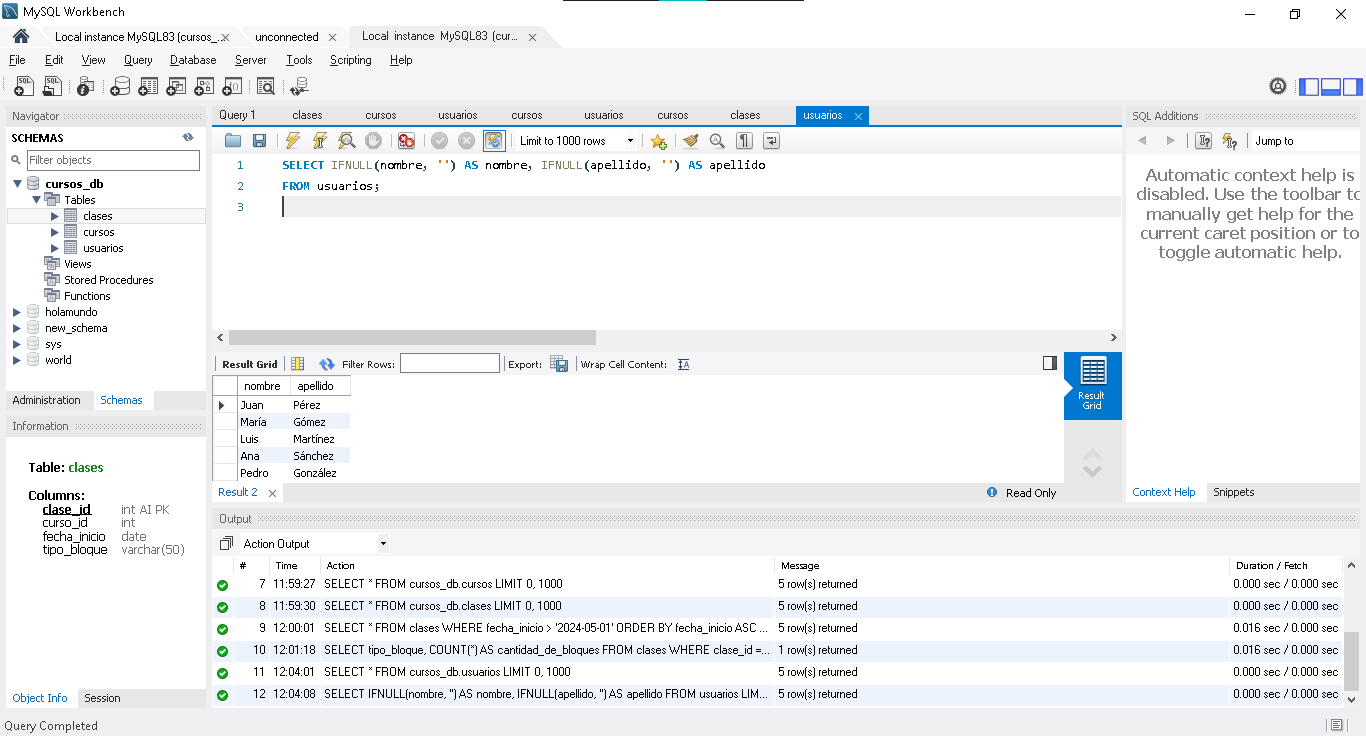 MySQL Workbench
Local instance MySQL83 (cursos_... unconnected Local instance MySQL83 (cur...
File Edit View Query Database Server Tools Scripting Help
Navigator
SCHEMAS
Filter objects
cursos_db
Tables
clases
cursos
usuarios
Views
Stored Procedures
Functions
holamundo
new_schema
sys
world
Administration Schemas
Information
Table: clases
Columns:
clase_id int AI PK
curso_id int
fecha_inicio date
tipo_bloque varchar(50)
Object Info Session
Query 1 clases cursos usuarios cursos usuarios cursos clases usuarios
Limit to 1000 rows
1 SELECT IFNULL(nombre, '') AS nombre, IFNULL(apellido, '') AS apellido
2 FROM usuarios;
3
Result Grid Filter Rows: Export: Wrap Cell Content:
nombre apellido
Juan Pérez
María Gómez
Luis Martínez
Ana Sánchez
Pedro González
Result Grid
Result 2 Read Only
SQL Additions
Jump to
Automatic context help is
disabled. Use the toolbar to
manually get help for the
current caret position or to
toggle automatic help.
Context Help Snippets
Output
Action Output
# Time Action Message Duration / Fetch
7 11:59:27 SELECT * FROM cursos_db.cursos LIMIT 0, 1000 5 row(s) returned 0.000 sec / 0.000 sec
8 11:59:30 SELECT * FROM cursos_db.clases LIMIT 0, 1000 5 row(s) returned 0.000 sec / 0.000 sec
9 12:00:01 SELECT * FROM clases WHERE fecha_inicio > '2024-05-01' ORDER BY fecha_inicio ASC ... 5 row(s) returned 0.016 sec / 0.000 sec
10 12:01:18 SELECT tipo_bloque, COUNT(*) AS cantidad_de_bloques FROM clases WHERE clase_id =... 1 row(s) returned 0.016 sec / 0.000 sec
11 12:04:01 SELECT * FROM cursos_db.usuarios LIMIT 0, 1000 5 row(s) returned 0.000 sec / 0.000 sec
12 12:04:08 SELECT IFNULL(nombre, '') AS nombre, IFNULL(apellido, '') AS apellido FROM usuarios LIM... 5 row(s) returned 0.000 sec / 0.000 sec
Query Completed